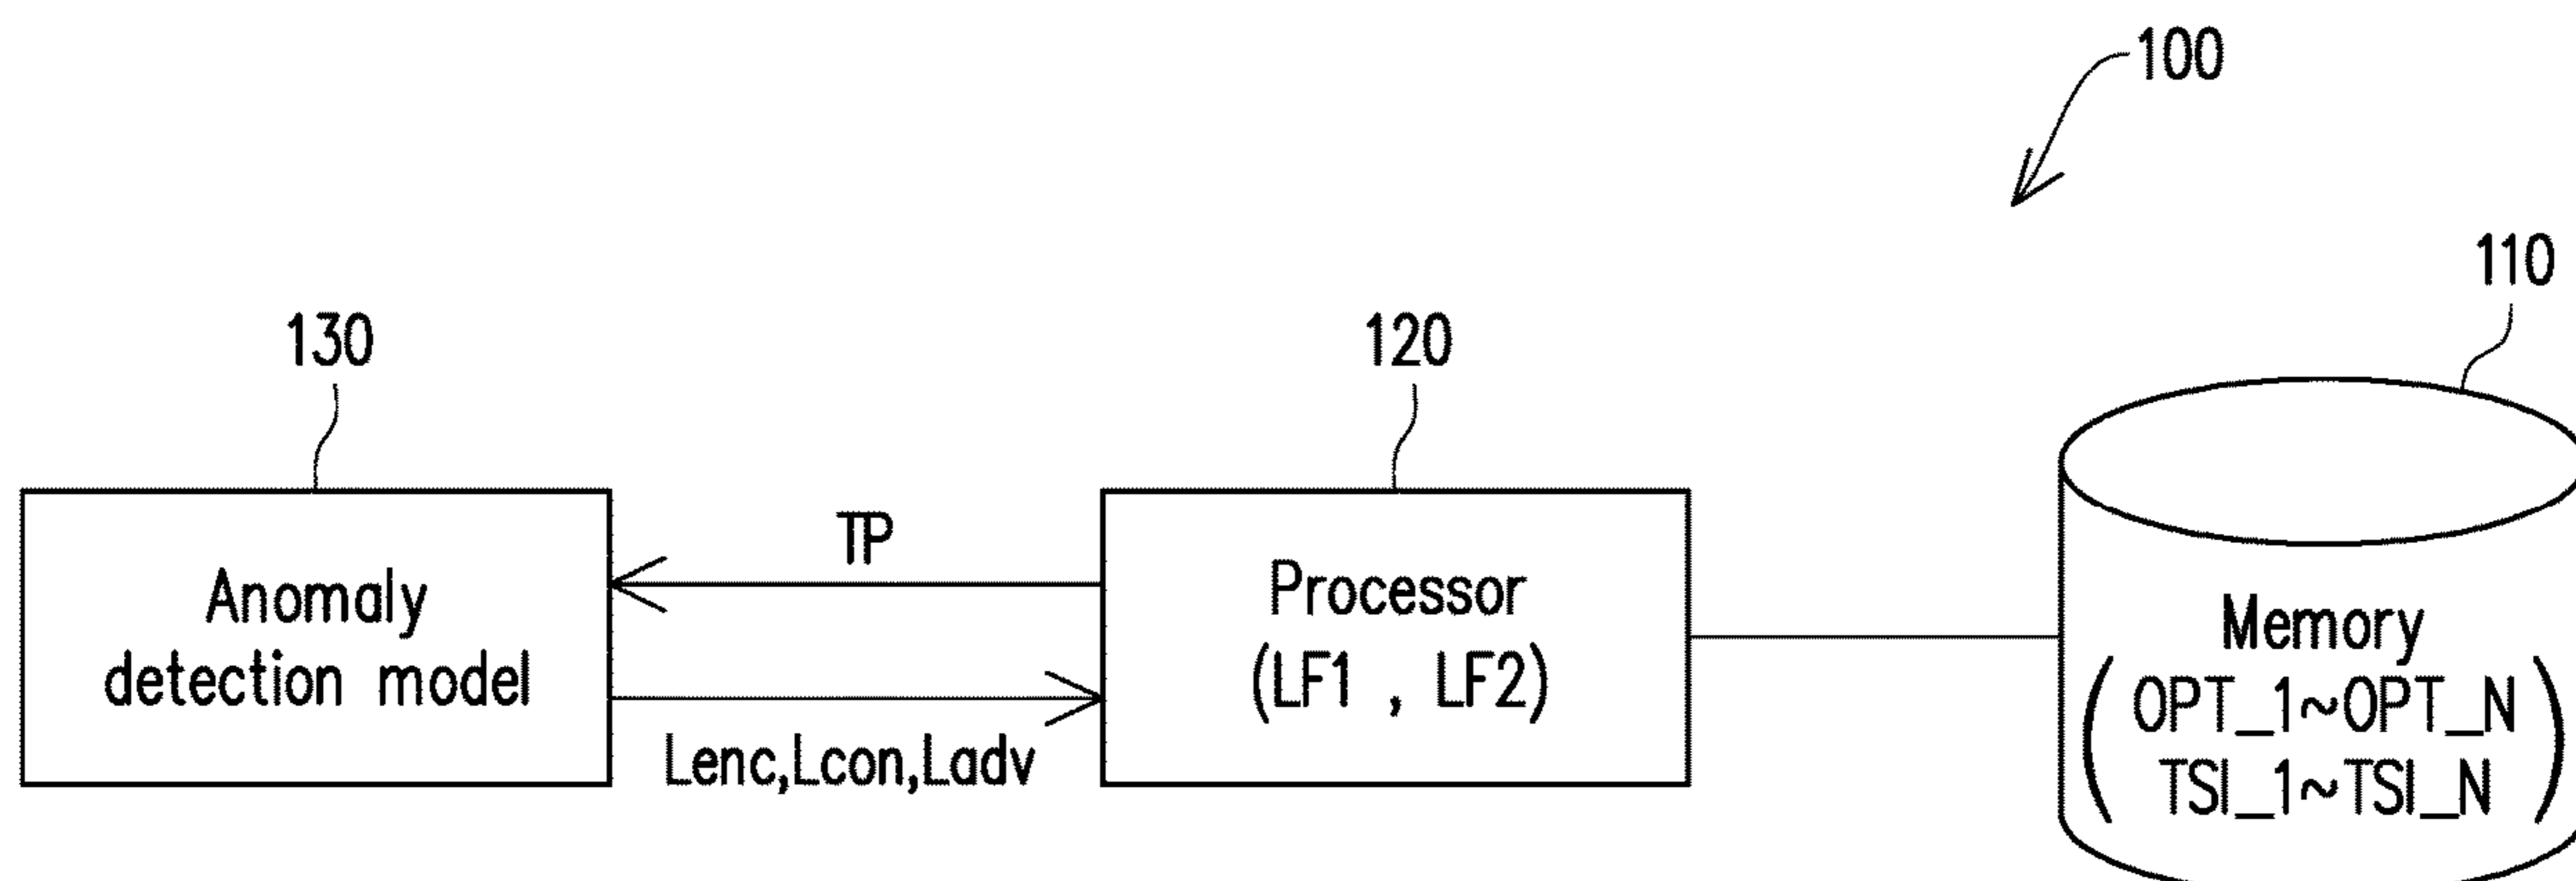 100
110
130
120
TP
Anomaly
detection model
Processor
(LF1 , LF2)
Lenc,Lcon,Ladv
Memory
( OPT_1~OPT_N
TSI_1~TSI_N )